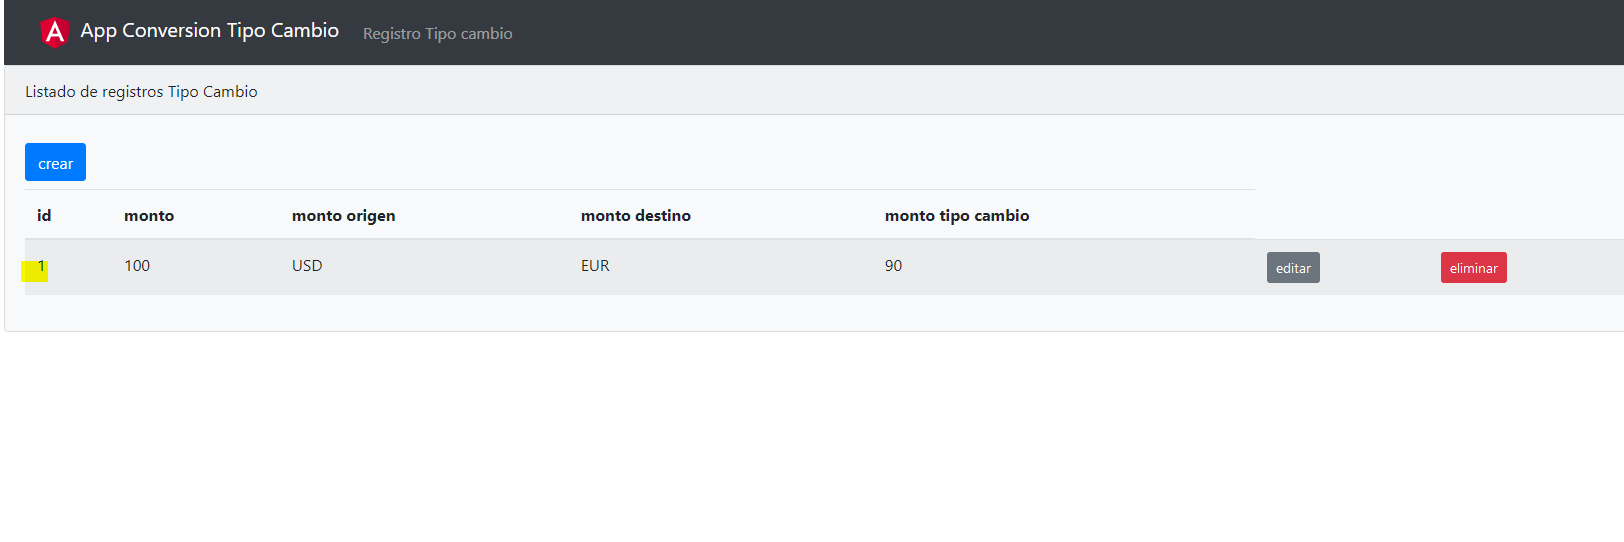 App Conversion Tipo Cambio Registro Tipo cambio
Listado de registros Tipo Cambio
crear
id monto monto origen monto destino monto tipo cambio
1 100 USD EUR 90 editar eliminar